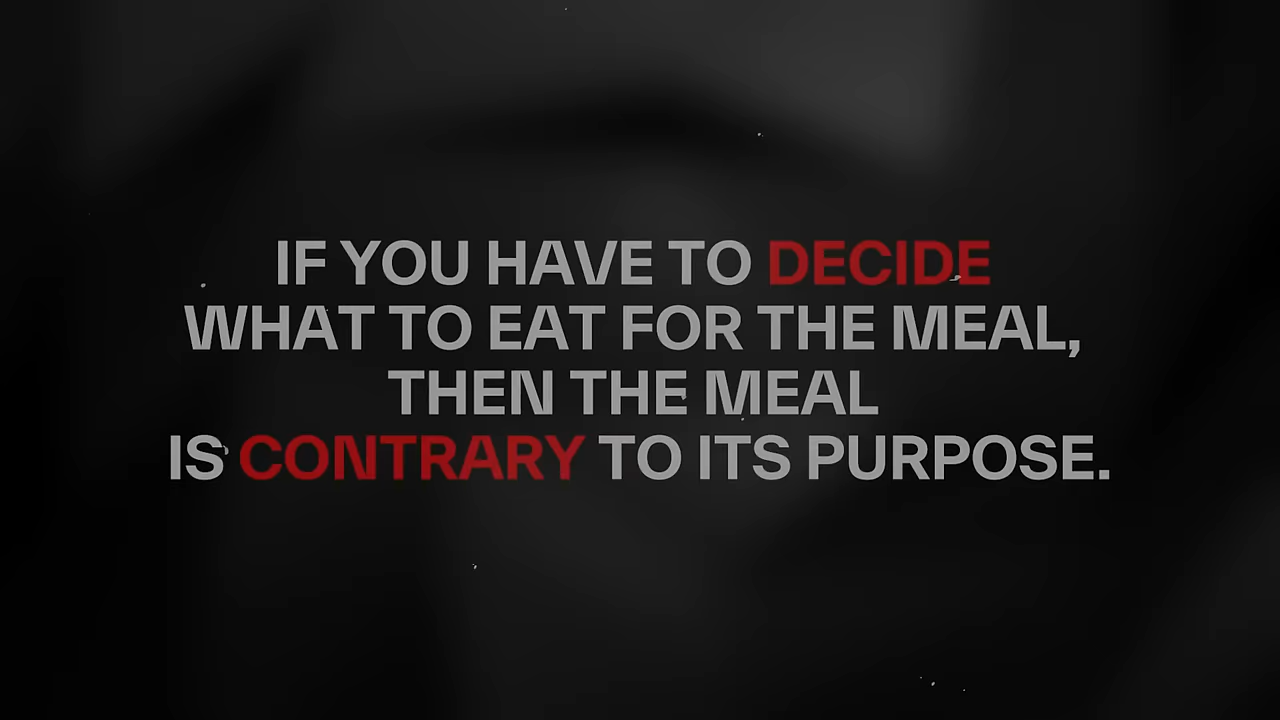 IF YOU HAVE TO DECIDE
WHAT TO EAT FOR THE MEAL,
THEN THE MEAL
IS CONTRARY TO ITS PURPOSE.